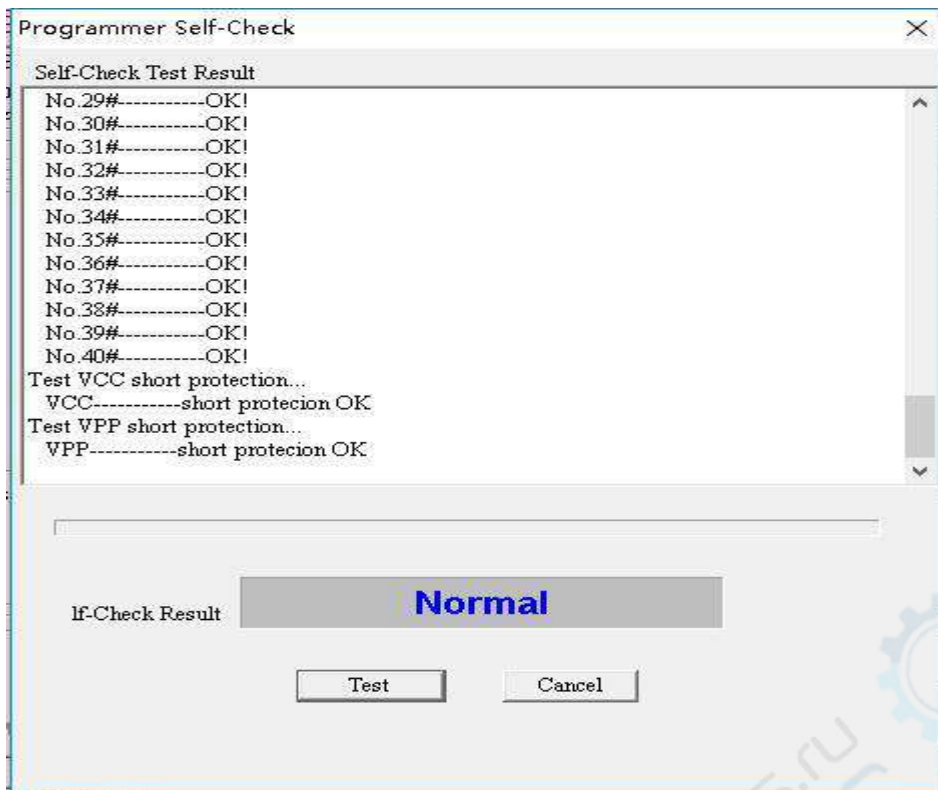 Programmer Self-Check
Self-Check Test Result
No.29#-----------OK!
No.30#-----------OK!
No.31#-----------OK!
No.32#-----------OK!
No.33#-----------OK!
No.34#-----------OK!
No.35#-----------OK!
No.36#-----------OK!
No.37#-----------OK!
No.38#-----------OK!
No.39#-----------OK!
No.40#-----------OK!
Test VCC short protection...
VCC-----------short protecion OK
Test VPP short protection...
VPP-----------short protecion OK
lf-Check Result
Normal
Test
Cancel
.ru